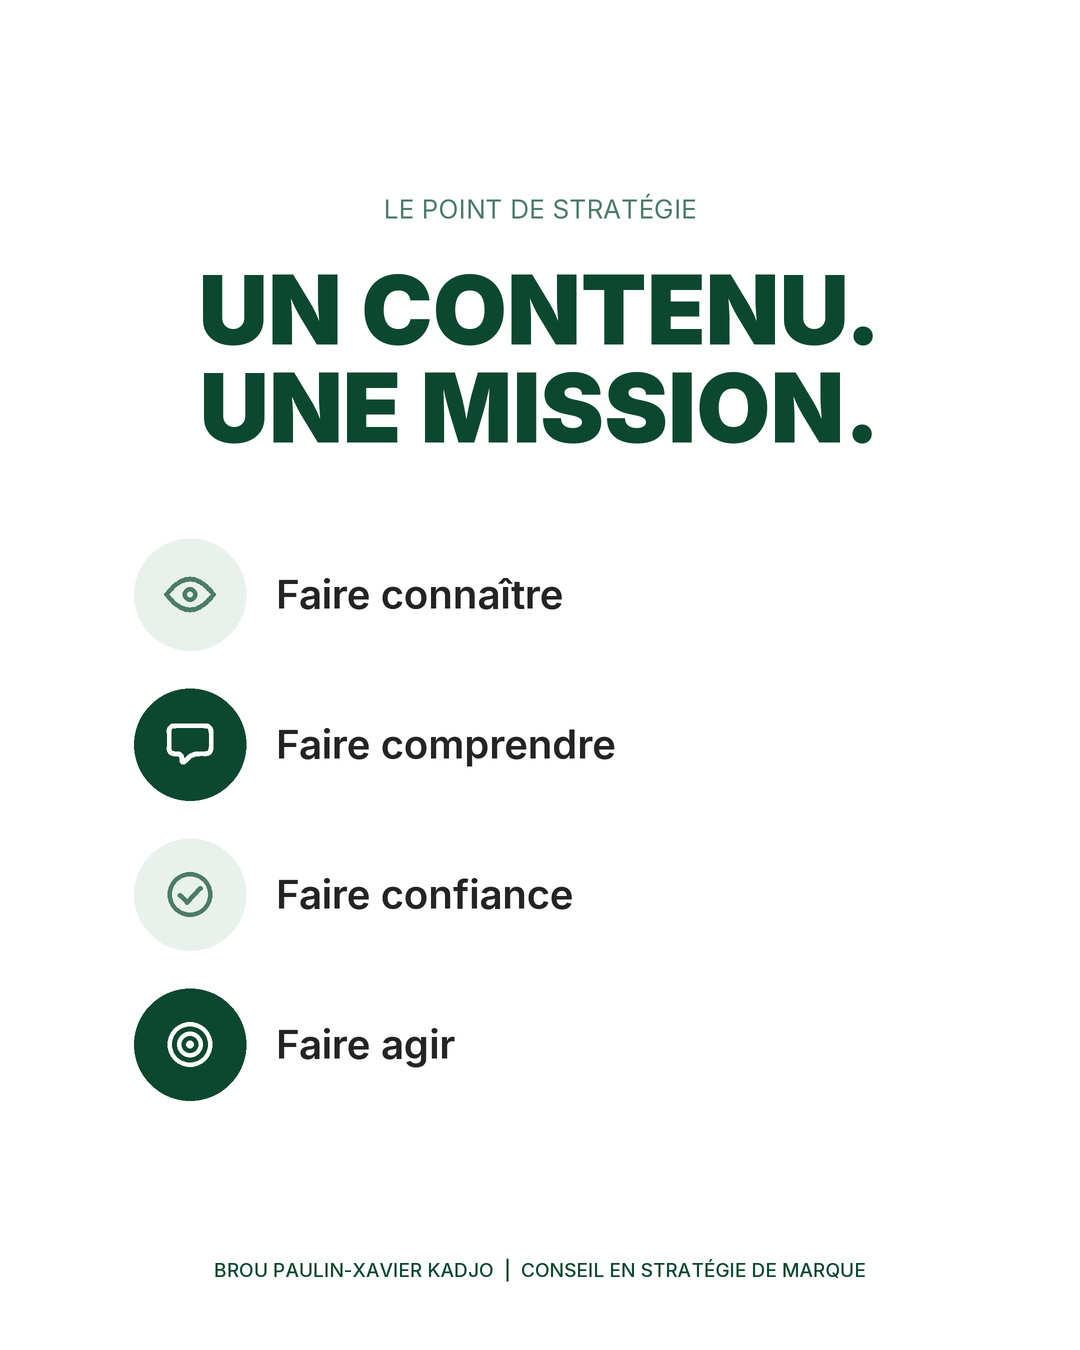 LE POINT DE STRATÉGIE
UN CONTENU.
UNE MISSION.
Faire connaître
Faire comprendre
Faire confiance
Faire agir
BROU PAULIN-XAVIER KADJO | CONSEIL EN STRATÉGIE DE MARQUE